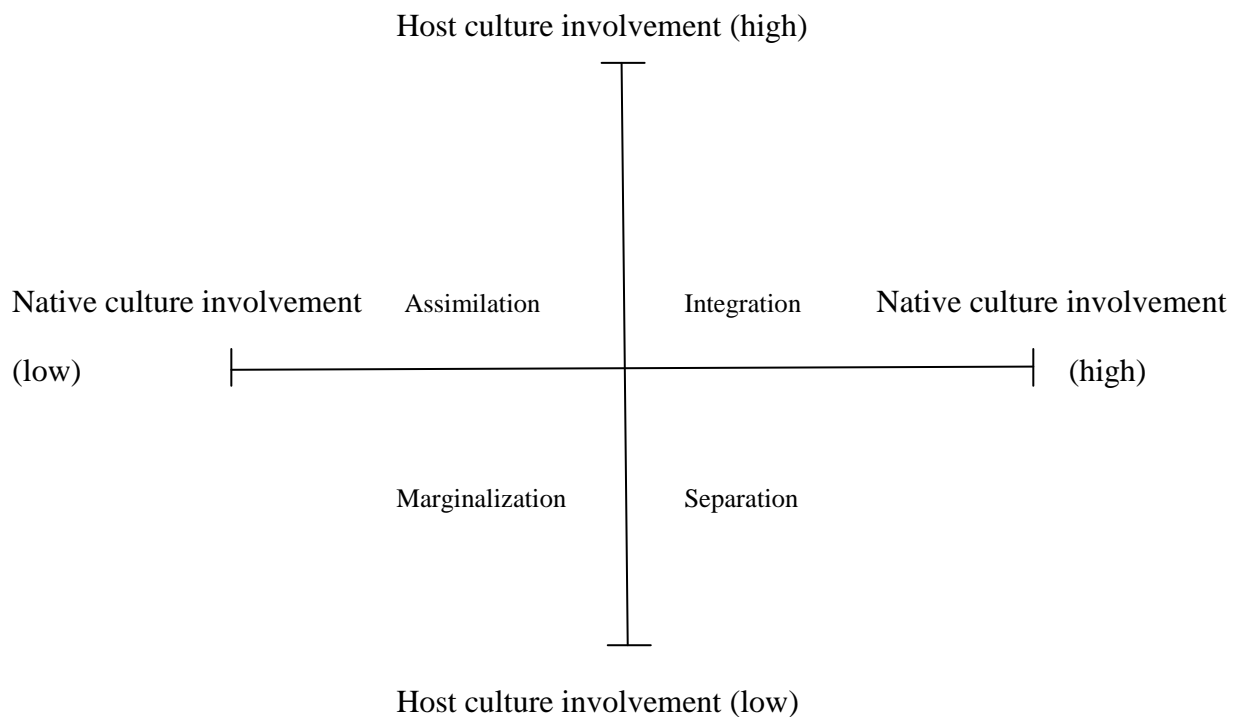 Host culture involvement (high)
Native culture involvement Assimilation Integration Native culture involvement
(low) (high)
Marginalization Separation
Host culture involvement (low)